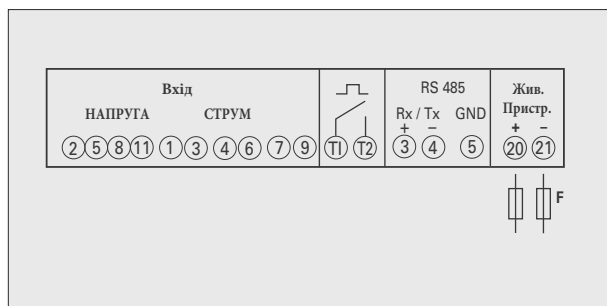 Вхід
НАПРУГА СТРУМ
2 5 8 11 1 3 4 6 7 9
T1 T2
RS 485
Rx / Tx GND
+ −
3 4 5
Жив.
Пристр.
+ −
20 21
F